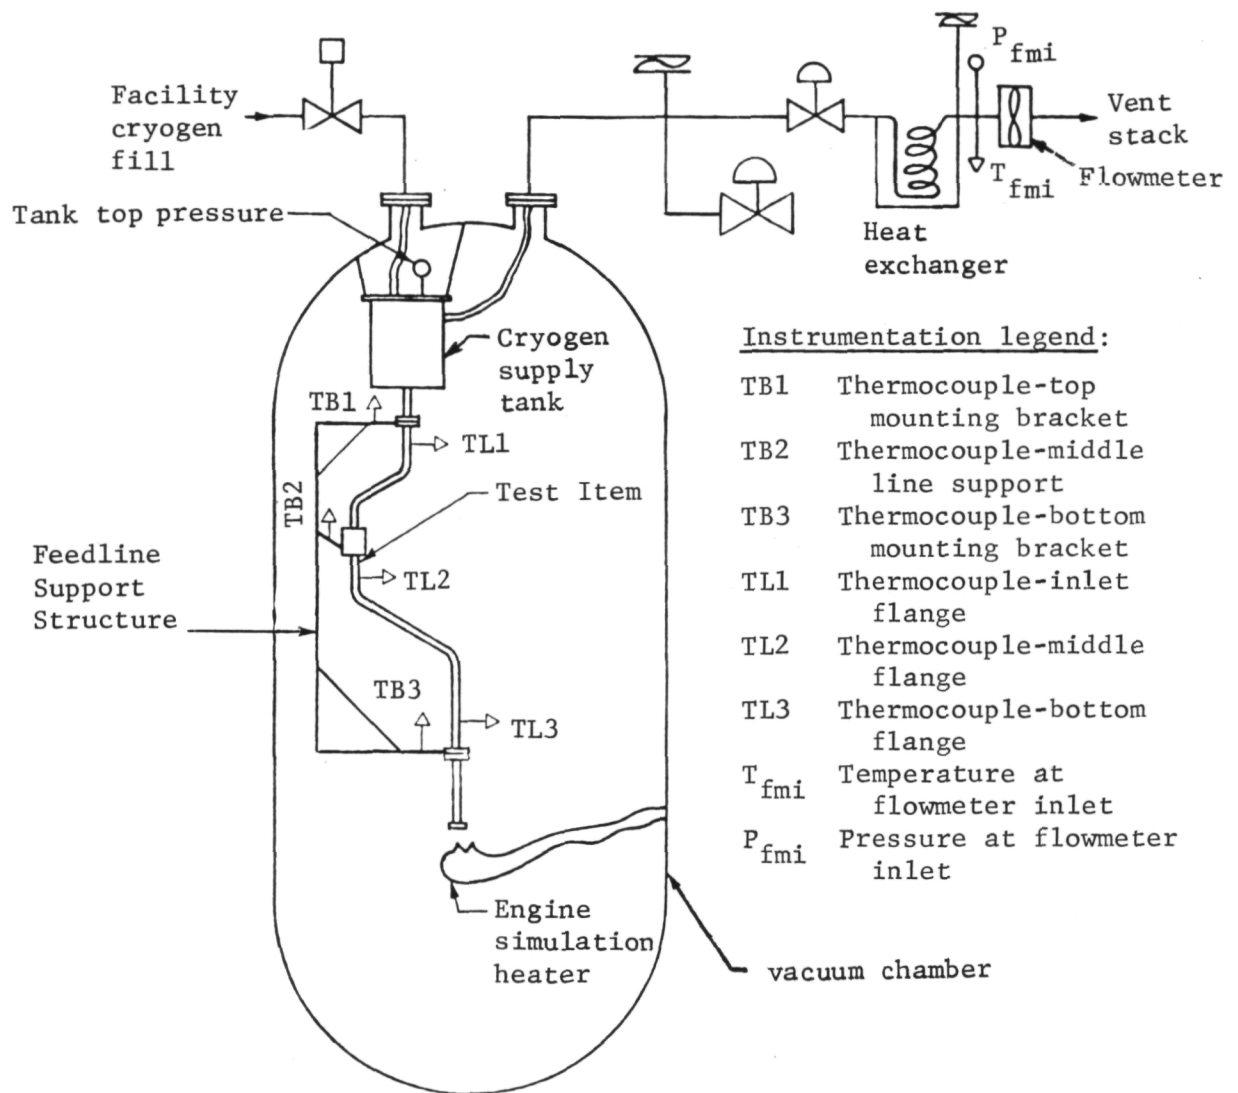 Facility
cryogen
fill
Tank top pressure
P fmi
Vent
stack
T fmi
Flowmeter
Heat
exchanger
Cryogen
supply
tank
TB1
TL1
TB2
Test Item
Feedline
Support
Structure
TL2
TB3
TL3
Engine
simulation
heater
vacuum chamber
Instrumentation legend:
TB1 Thermocouple-top
mounting bracket
TB2 Thermocouple-middle
line support
TB3 Thermocouple-bottom
mounting bracket
TL1 Thermocouple-inlet
flange
TL2 Thermocouple-middle
flange
TL3 Thermocouple-bottom
flange
T fmi Temperature at
flowmeter inlet
P fmi Pressure at flowmeter
inlet